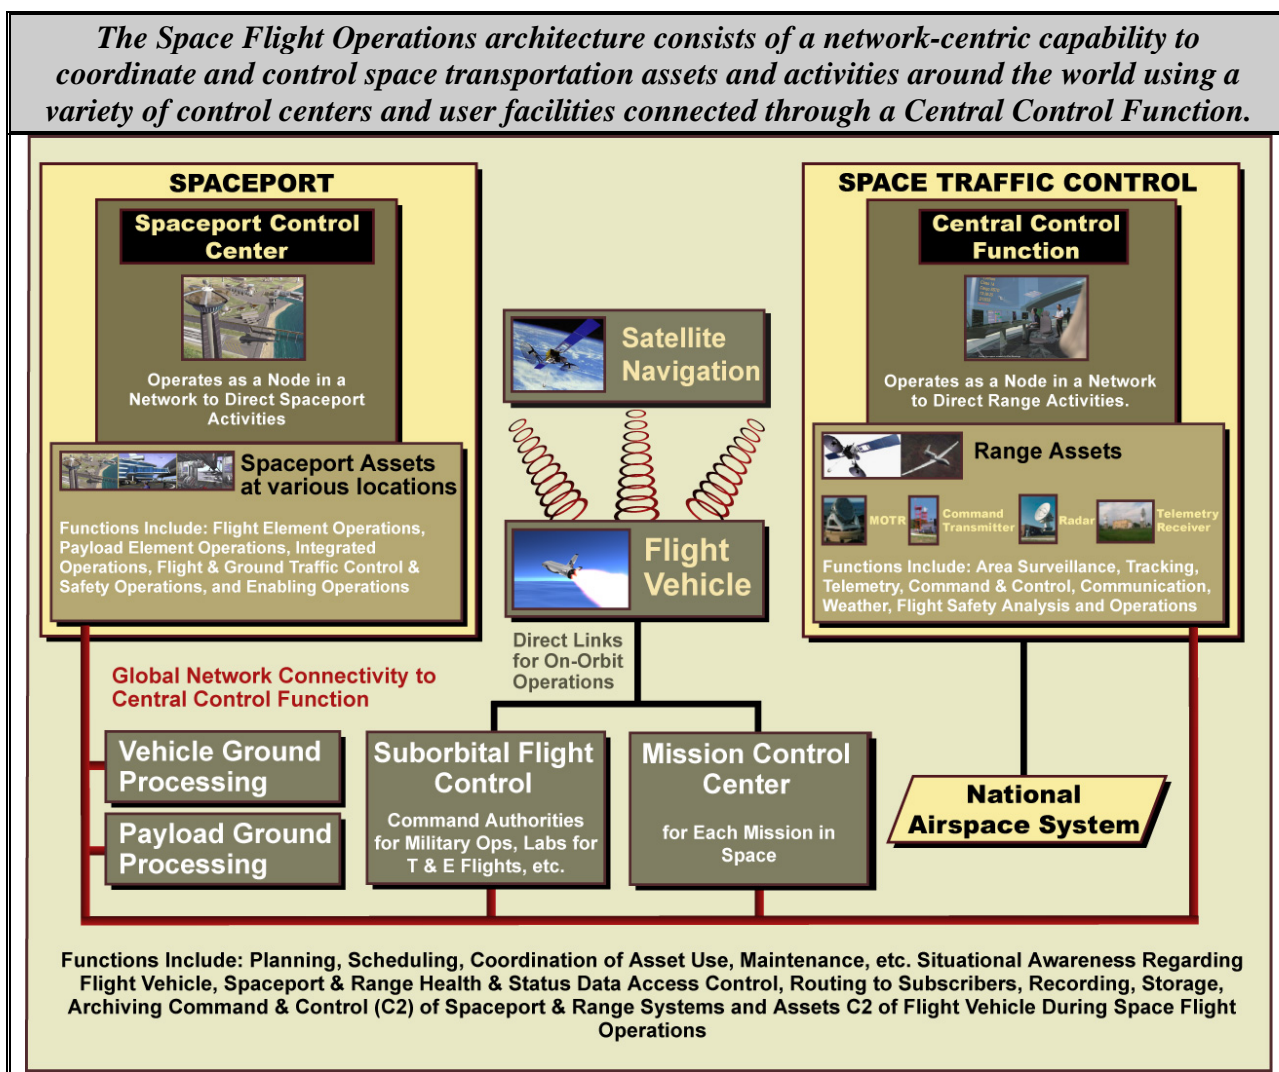 The Space Flight Operations architecture consists of a network-centric capability to
coordinate and control space transportation assets and activities around the world using a
variety of control centers and user facilities connected through a Central Control Function.
SPACEPORT
Spaceport Control
Center
Operates as a Node in a
Network to Direct Spaceport
Activities
Spaceport Assets
at various locations
Functions Include: Flight Element Operations,
Payload Element Operations, Integrated
Operations, Flight & Ground Traffic Control &
Safety Operations, and Enabling Operations
Satellite
Navigation
Flight
Vehicle
Direct Links
for On-Orbit
Operations
SPACE TRAFFIC CONTROL
Central Control
Function
Operates as a Node in a Network
to Direct Range Activities.
Range Assets
MOTR
Command
Transmitter
Radar
Telemetry
Receiver
Functions Include: Area Surveillance, Tracking,
Telemetry, Command & Control, Communication,
Weather, Flight Safety Analysis and Operations
Global Network Connectivity to
Central Control Function
Vehicle Ground
Processing
Payload Ground
Processing
Suborbital Flight
Control
Command Authorities
for Military Ops, Labs for
T & E Flights, etc.
Mission Control
Center
for Each Mission in
Space
National
Airspace System
Functions Include: Planning, Scheduling, Coordination of Asset Use, Maintenance, etc. Situational Awareness Regarding
Flight Vehicle, Spaceport & Range Health & Status Data Access Control, Routing to Subscribers, Recording, Storage,
Archiving Command & Control (C2) of Spaceport & Range Systems and Assets C2 of Flight Vehicle During Space Flight
Operations